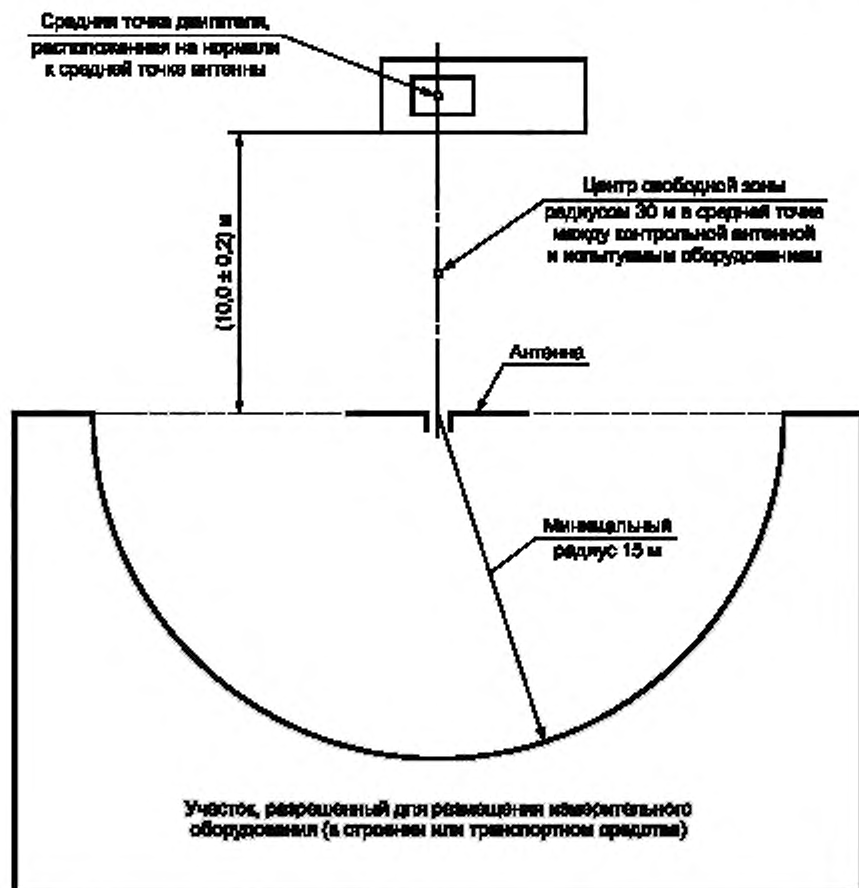 Средняя точка двигателя,
расположенная на нормали
к средней точке антенны
Центр свободной зоны
радиусом 30 м в средней точке
между контрольной антенной
и испытуемым оборудованием
(10,0 ± 0,2) м
Антенна
Минимальный
радиус 15 м
Участок, разрешенный для размещения измерительного
оборудования (в строении или транспортном средстве)